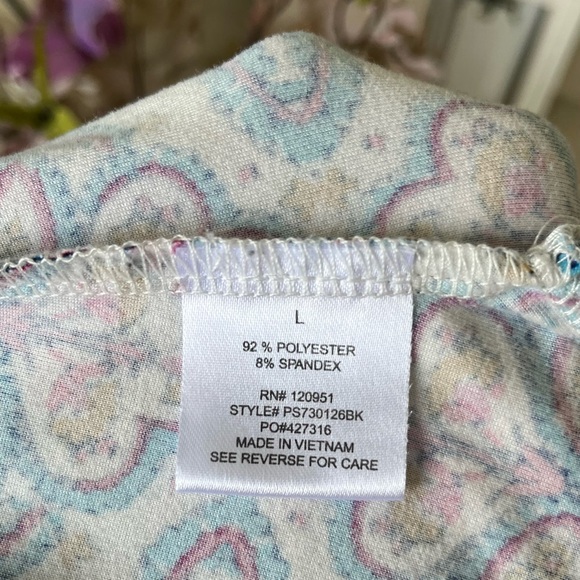 L
92 % POLYESTER
8% SPANDEX
RN# 120951
STYLE# PS730126BK
PO#427316
MADE IN VIETNAM
SEE REVERSE FOR CARE